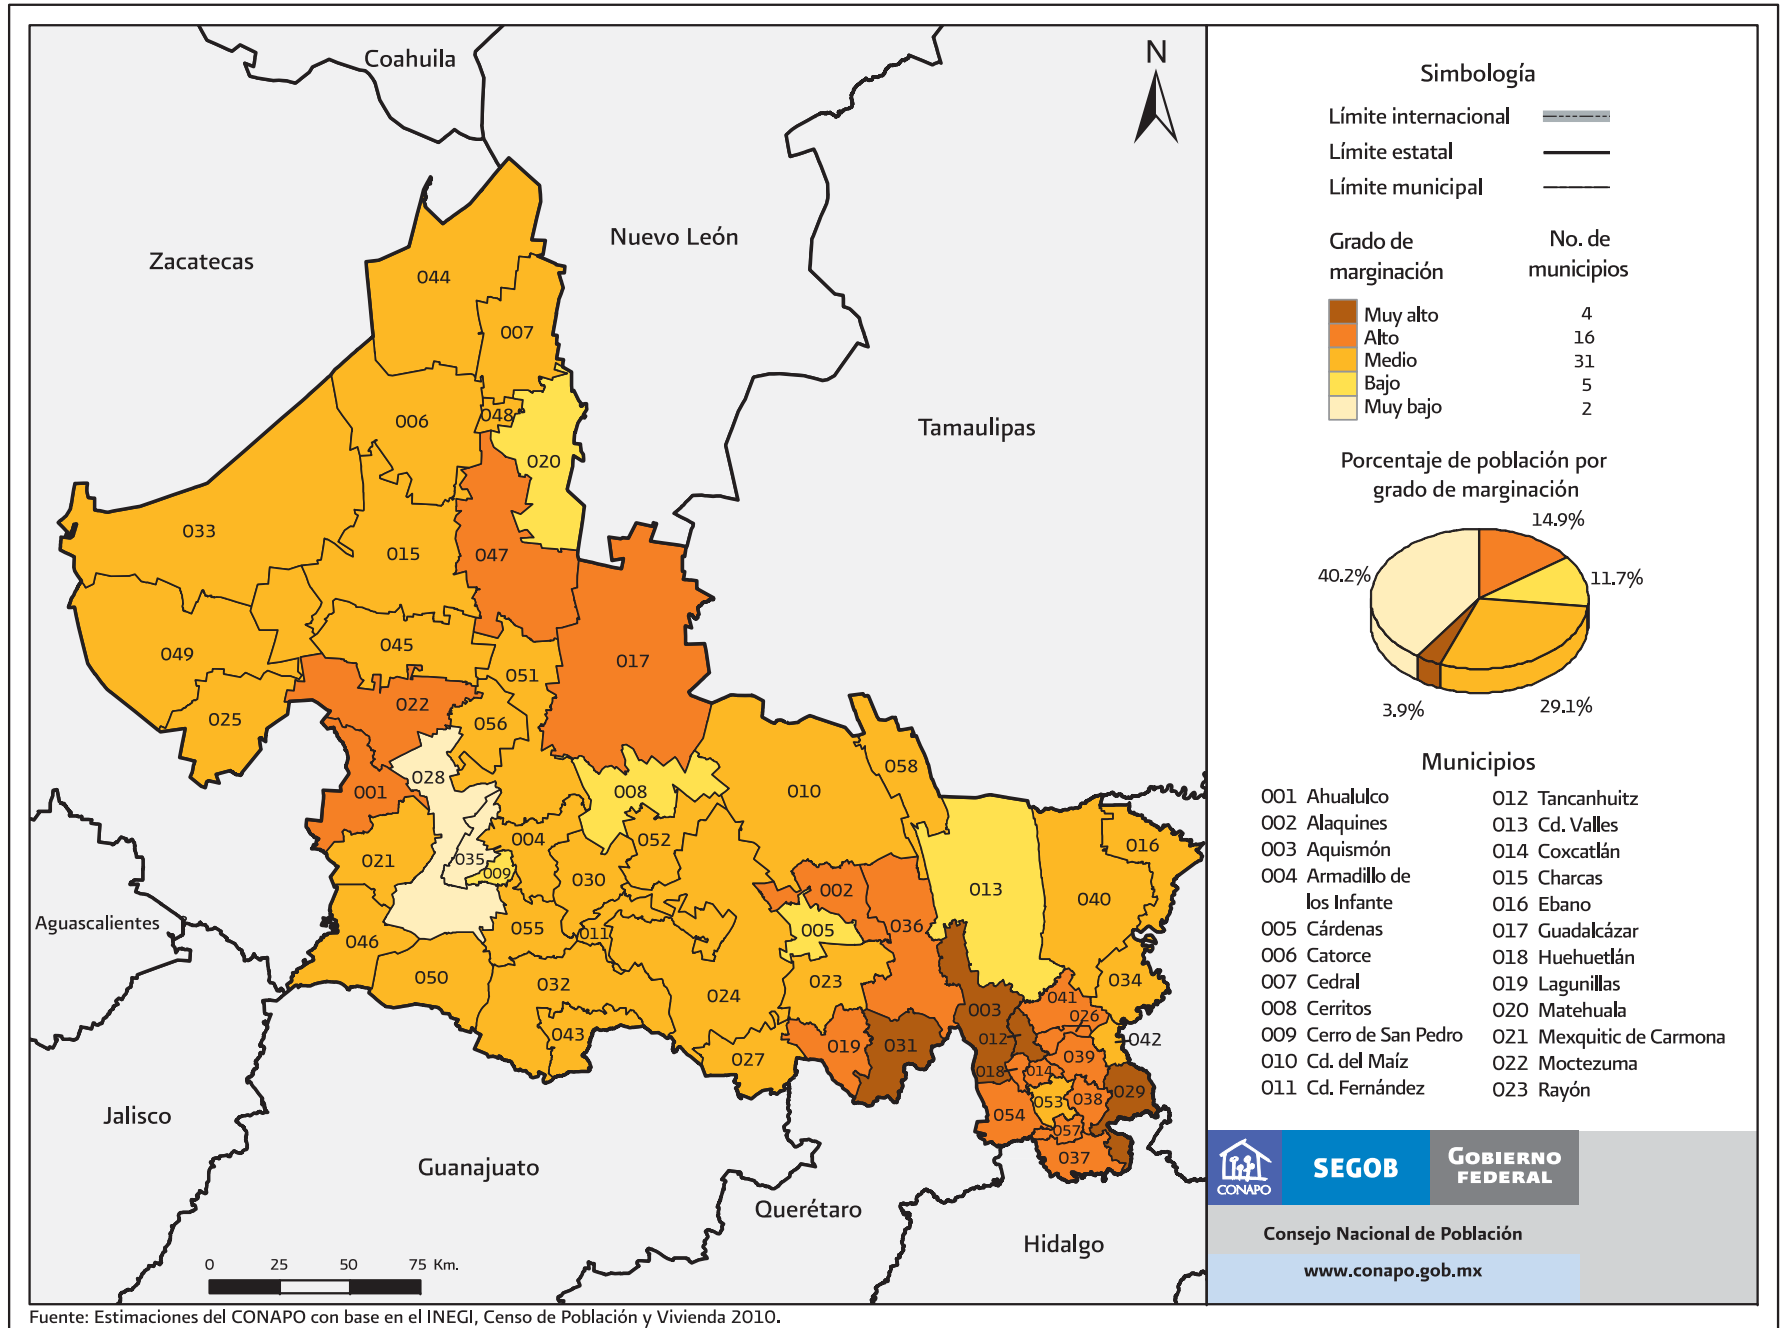 Coahuila
Nuevo León
Zacatecas
Tamaulipas
Aguascalientes
Jalisco
Guanajuato
Querétaro
Hidalgo
N
044
007
048
006
020
033
015
047
049
045
051
017
025
022
056
028
001
008
010
058
004
052
016
021
035
009
030
002
013
040
036
046
055
011
005
050
032
024
023
034
003
041
026
043
027
019
031
012
042
039
018
014
029
054
053
038
057
037
0 25 50 75 Km.
Simbología
Límite internacional
Límite estatal
Límite municipal
Grado de marginación
No. de municipios
Muy alto 4
Alto 16
Medio 31
Bajo 5
Muy bajo 2
Porcentaje de población por
grado de marginación
14.9%
40.2%
11.7%
3.9%
29.1%
Municipios
001 Ahualulco
002 Alaquines
003 Aquismón
004 Armadillo de
los Infante
005 Cárdenas
006 Catorce
007 Cedral
008 Cerritos
009 Cerro de San Pedro
010 Cd. del Maíz
011 Cd. Fernández
012 Tancanhuitz
013 Cd. Valles
014 Coxcatlán
015 Charcas
016 Ebano
017 Guadalcázar
018 Huehuetlán
019 Lagunillas
020 Matehuala
021 Mexquitic de Carmona
022 Moctezuma
023 Rayón
CONAPO
SEGOB
GOBIERNO
FEDERAL
Consejo Nacional de Población
www.conapo.gob.mx
Fuente: Estimaciones del CONAPO con base en el INEGI, Censo de Población y Vivienda 2010.